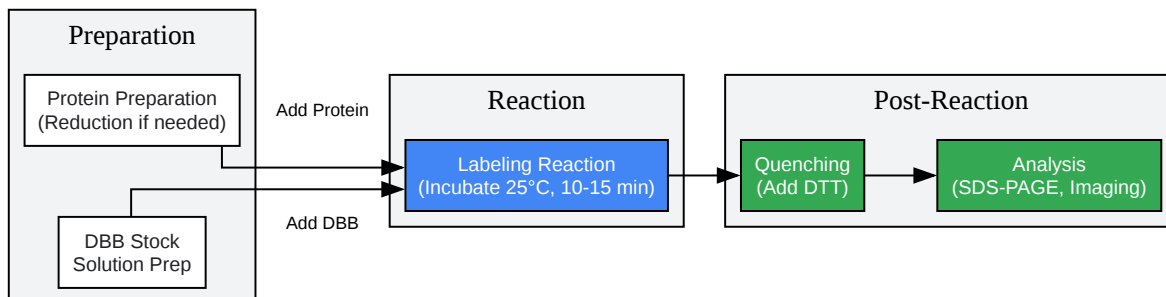 Preparation
Protein Preparation
(Reduction if needed)
DBB Stock
Solution Prep
Add Protein
Add DBB
Reaction
Labeling Reaction
(Incubate 25°C, 10-15 min)
Post-Reaction
Quenching
(Add DTT)
Analysis
(SDS-PAGE, Imaging)